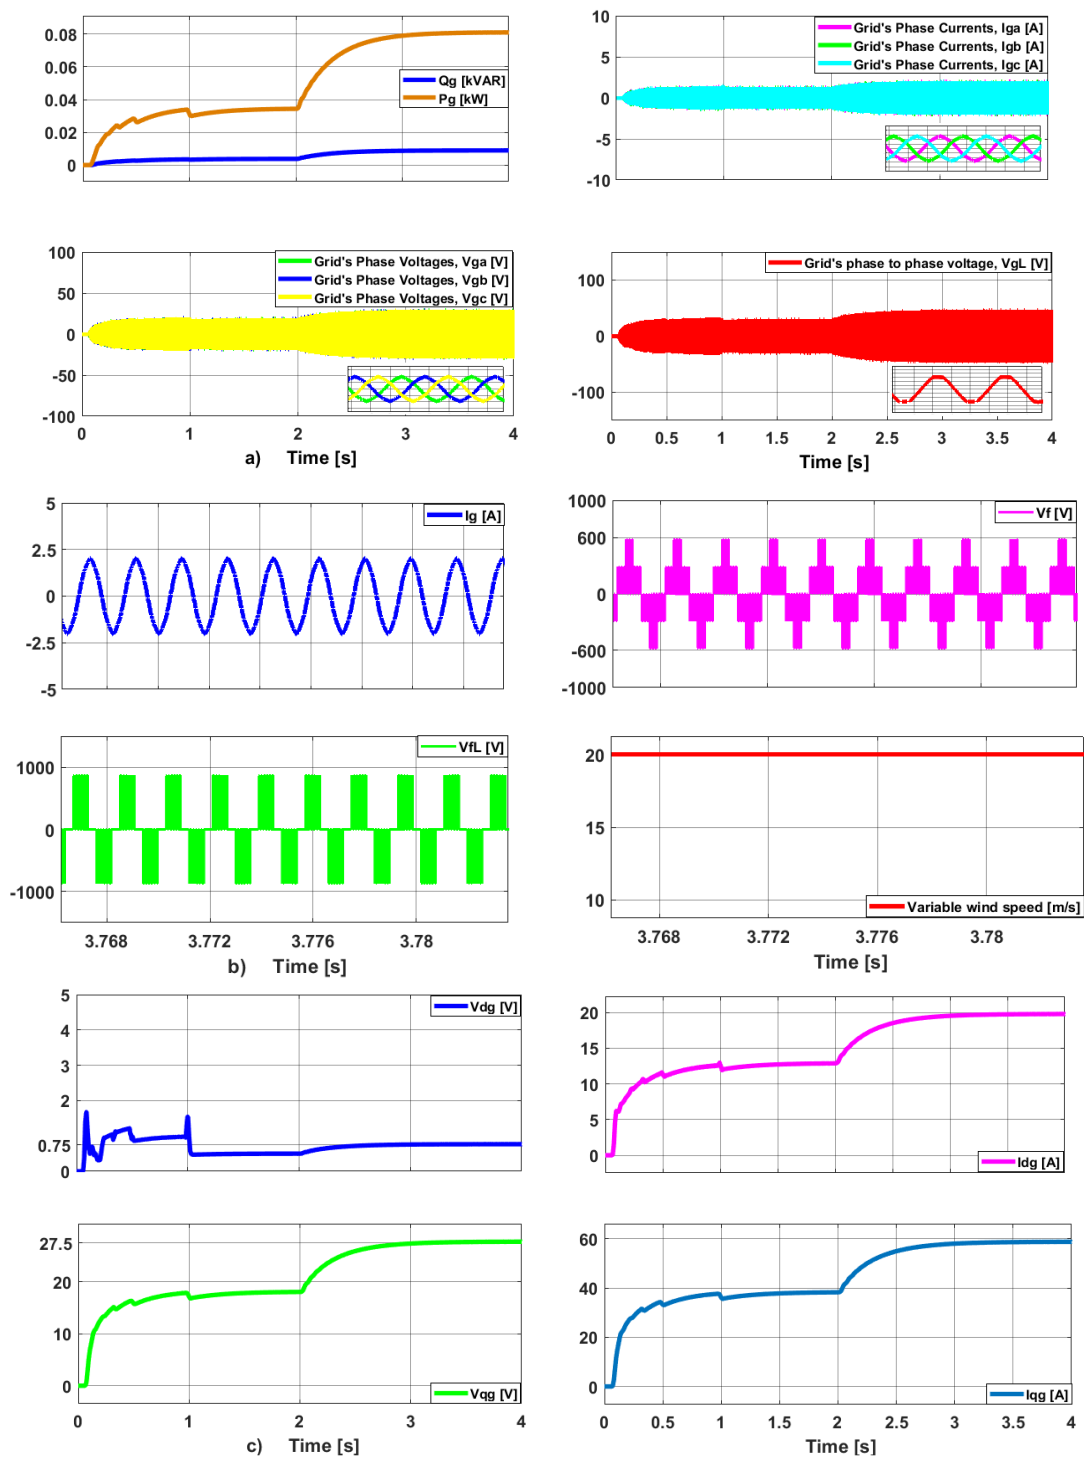 0.08
0.06
0.04
0.02
0
Qg [kVAR]
Pg [kW]
10
5
0
-5
-10
Grid's Phase Currents, Iga [A]
Grid's Phase Currents, Igb [A]
Grid's Phase Currents, Igc [A]
100
50
0
-50
-100
Grid's Phase Voltages, Vga [V]
Grid's Phase Voltages, Vgb [V]
Grid's Phase Voltages, Vgc [V]
0 1 2 3 4
a) Time [s]
100
0
-100
Grid's phase to phase voltage, VgL [V]
0 0.5 1 1.5 2 2.5 3 3.5 4
Time [s]
5
2.5
0
-2.5
-5
Ig [A]
1000
600
0
-600
-1000
Vf [V]
1000
0
-1000
VfL [V]
3.768 3.772 3.776 3.78
b) Time [s]
20
15
10
Variable wind speed [m/s]
3.768 3.772 3.776 3.78
Time [s]
5
4
3
2
0.75
0
Vdg [V]
20
15
10
5
0
Idg [A]
27.5
20
10
0
Vqg [V]
0 1 2 3 4
c) Time [s]
60
40
20
0
Iqg [A]
0 0.5 1 1.5 2 2.5 3 3.5 4
Time [s]